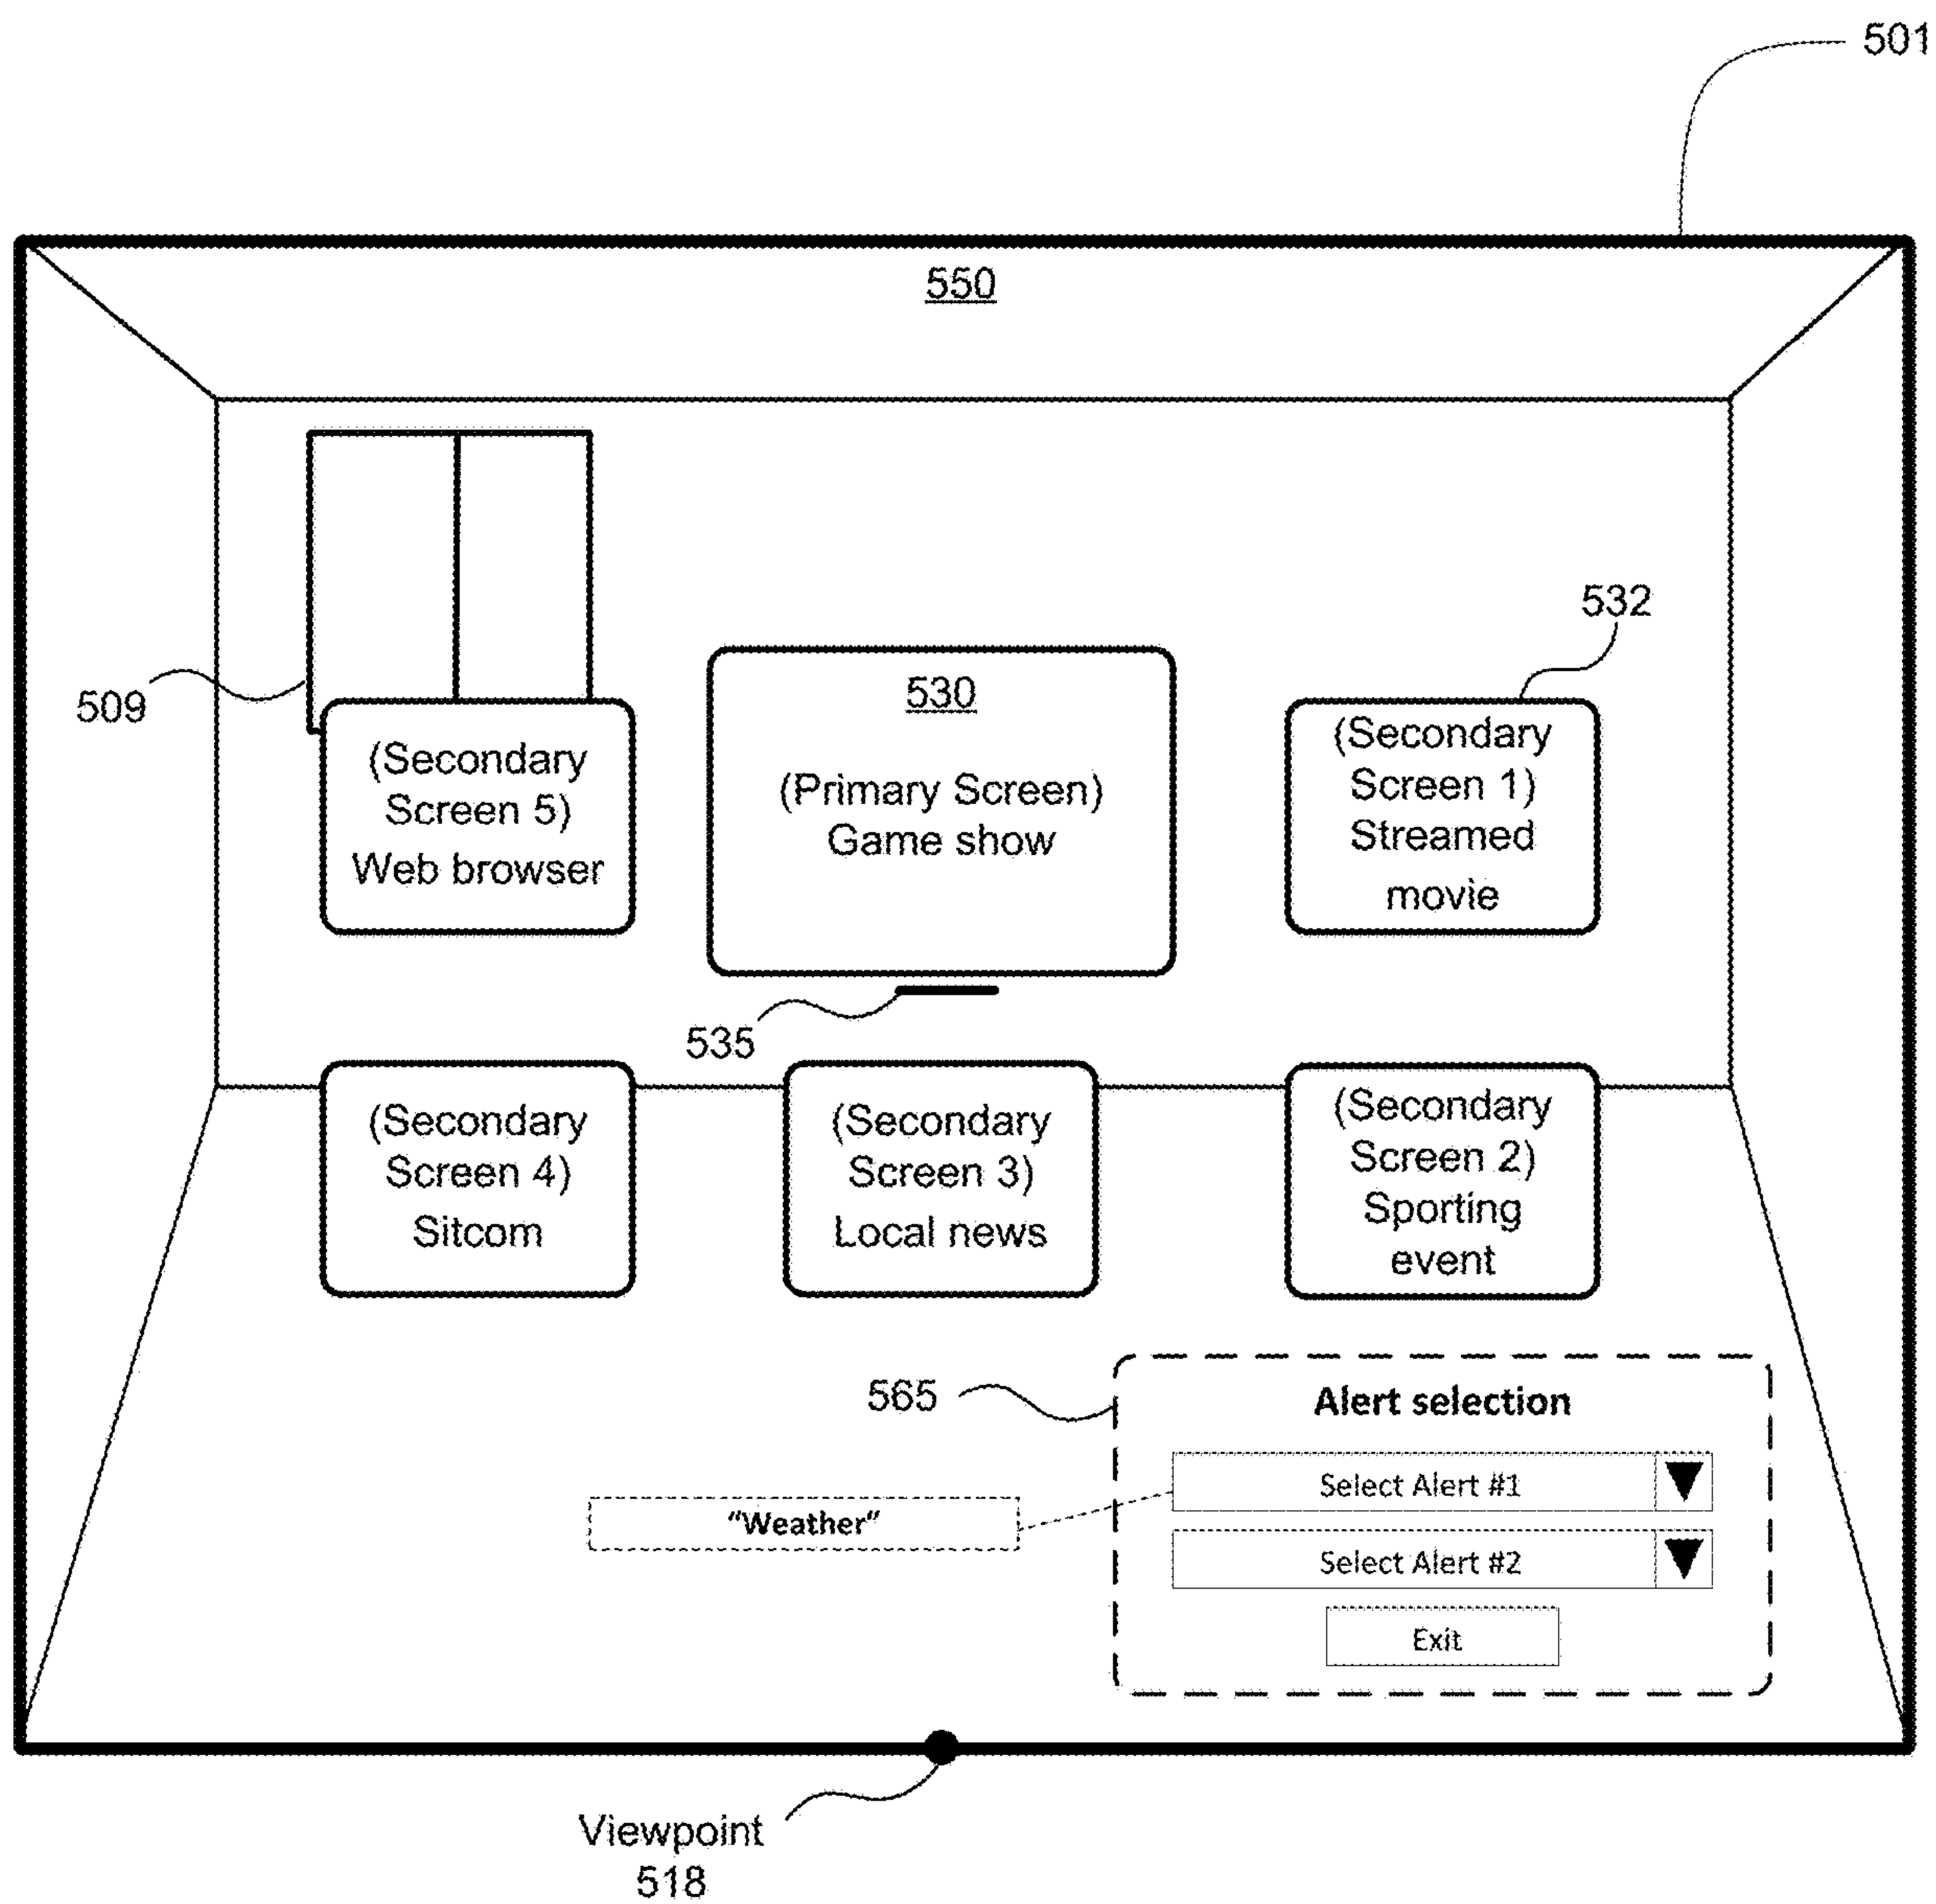 501
550
532
509
530
(Primary Screen)
Game show
(Secondary
Screen 5)
Web browser
(Secondary
Screen 1)
Streamed
movie
535
(Secondary
Screen 4)
Sitcom
(Secondary
Screen 3)
Local news
(Secondary
Screen 2)
Sporting
event
565
Alert selection
Select Alert #1
"Weather"
Select Alert #2
Exit
Viewpoint
518